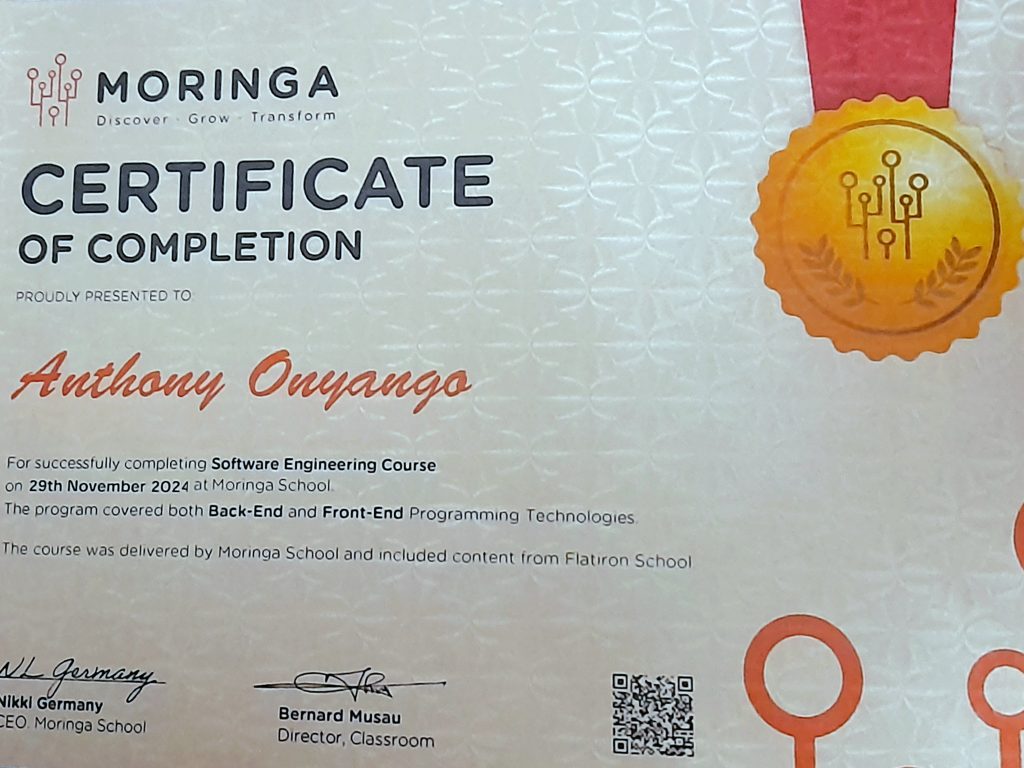 MORINGA
Discover · Grow · Transform
CERTIFICATE
OF COMPLETION
PROUDLY PRESENTED TO:
Anthony Onyango
For successfully completing Software Engineering Course
on 29th November 2024 at Moringa School.
The program covered both Back-End and Front-End Programming Technologies.
The course was delivered by Moringa School and included content from Flatiron School
NL Germany
Nikki Germany
CEO, Moringa School
Bernard Musau
Director, Classroom